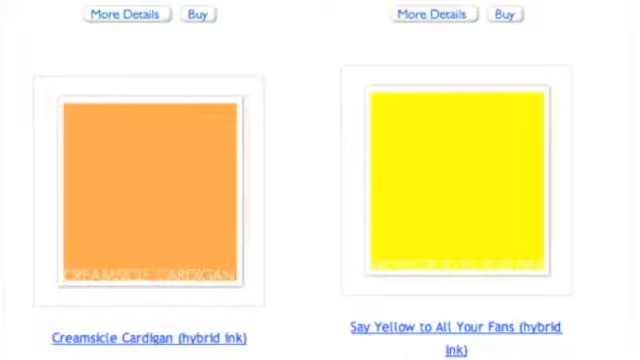 More Details Buy
More Details Buy
CREAMSICLE CARDIGAN
Creamsicle Cardigan (hybrid ink)
Say Yellow to All Your Fans (hybrid
ink)